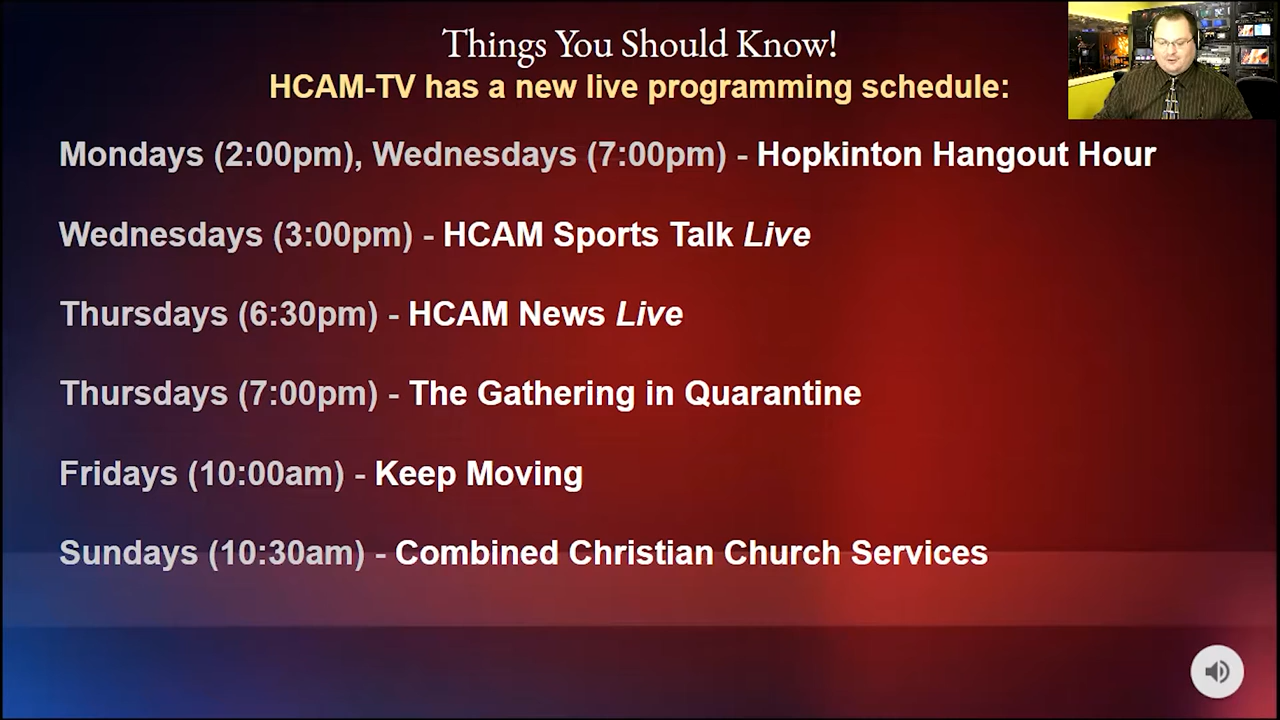 Things You Should Know!
HCAM-TV has a new live programming schedule:
Mondays (2:00pm), Wednesdays (7:00pm) - Hopkinton Hangout Hour
Wednesdays (3:00pm) - HCAM Sports Talk Live
Thursdays (6:30pm) - HCAM News Live
Thursdays (7:00pm) - The Gathering in Quarantine
Fridays (10:00am) - Keep Moving
Sundays (10:30am) - Combined Christian Church Services